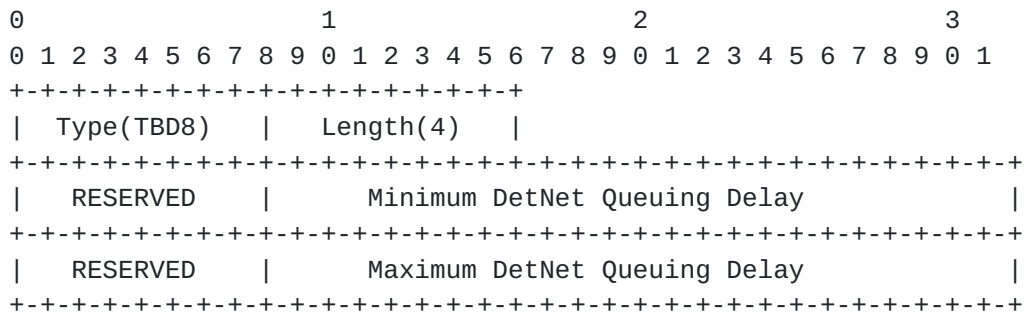 0                   1                   2                   3
0 1 2 3 4 5 6 7 8 9 0 1 2 3 4 5 6 7 8 9 0 1 2 3 4 5 6 7 8 9 0 1
+-+-+-+-+-+-+-+-+-+-+-+-+-+-+-+-+
|  Type(TBD8)   |   Length(4)   |
+-+-+-+-+-+-+-+-+-+-+-+-+-+-+-+-+-+-+-+-+-+-+-+-+-+-+-+-+-+-+-+-+
|   RESERVED    |      Minimum DetNet Queuing Delay             |
+-+-+-+-+-+-+-+-+-+-+-+-+-+-+-+-+-+-+-+-+-+-+-+-+-+-+-+-+-+-+-+-+
|   RESERVED    |      Maximum DetNet Queuing Delay             |
+-+-+-+-+-+-+-+-+-+-+-+-+-+-+-+-+-+-+-+-+-+-+-+-+-+-+-+-+-+-+-+-+